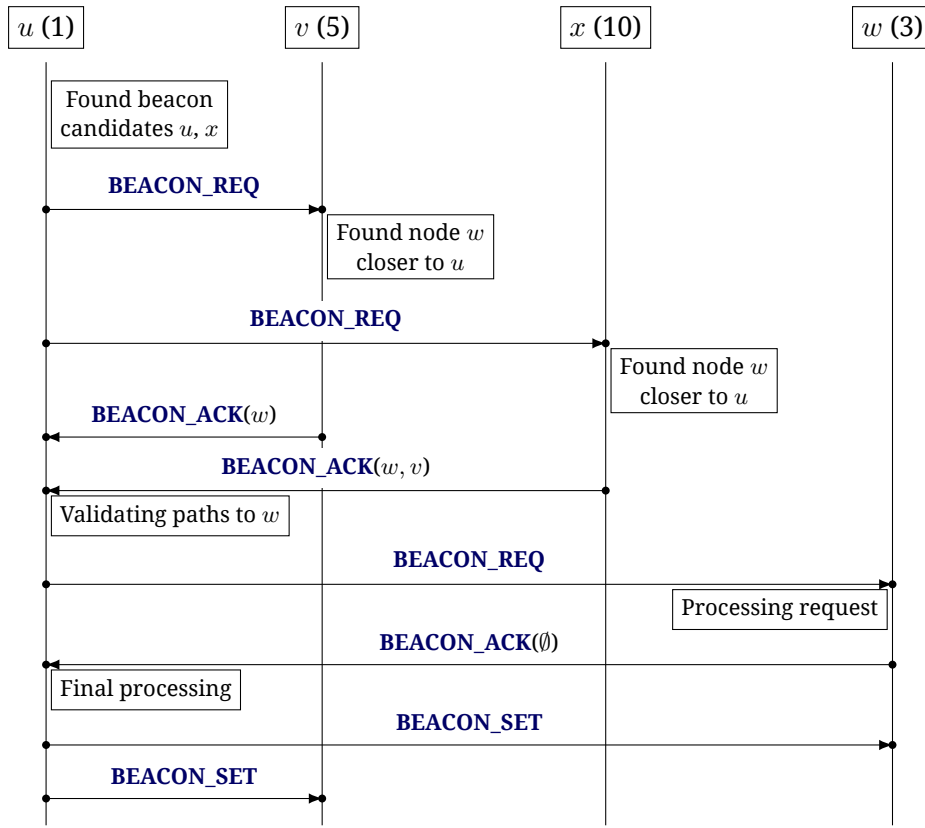 u (1) v (5) x (10) w (3)
Found beacon
candidates u, x
BEACON_REQ
Found node w
closer to u
BEACON_REQ
Found node w
closer to u
BEACON_ACK(w)
BEACON_ACK(w, v)
Validating paths to w
BEACON_REQ
Processing request
BEACON_ACK(∅)
Final processing
BEACON_SET
BEACON_SET